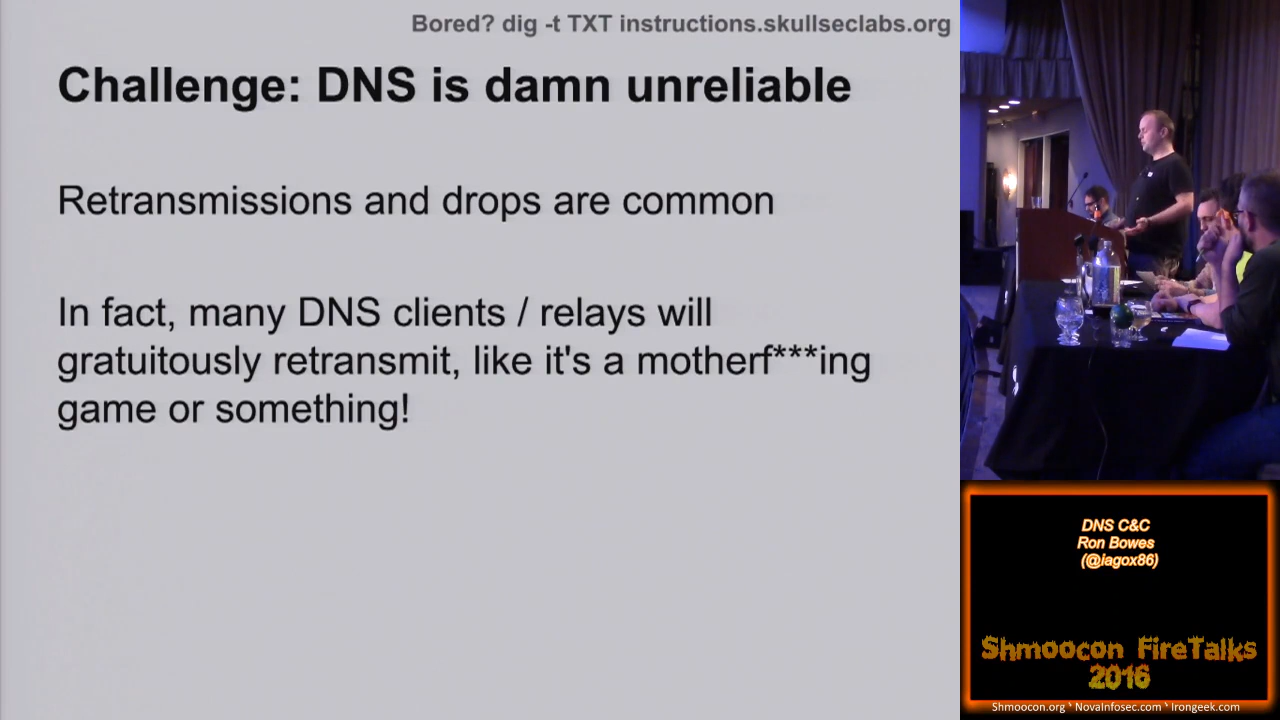 Bored? dig -t TXT instructions.skullseclabs.org
Challenge: DNS is damn unreliable
Retransmissions and drops are common
In fact, many DNS clients / relays will
gratuitously retransmit, like it's a motherf***ing
game or something!
DNS C&C
Ron Bowes
(@iagox86)
Shmoocon FireTalks
2016
Shmoocon.org ` NovaInfosec.com ` Irongeek.com